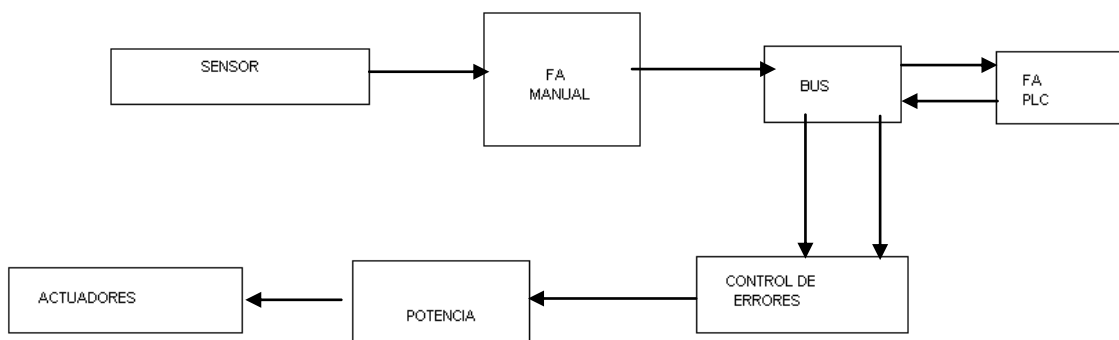 SENSOR
FA
MANUAL
BUS
FA
PLC
ACTUADORES
POTENCIA
CONTROL DE
ERRORES